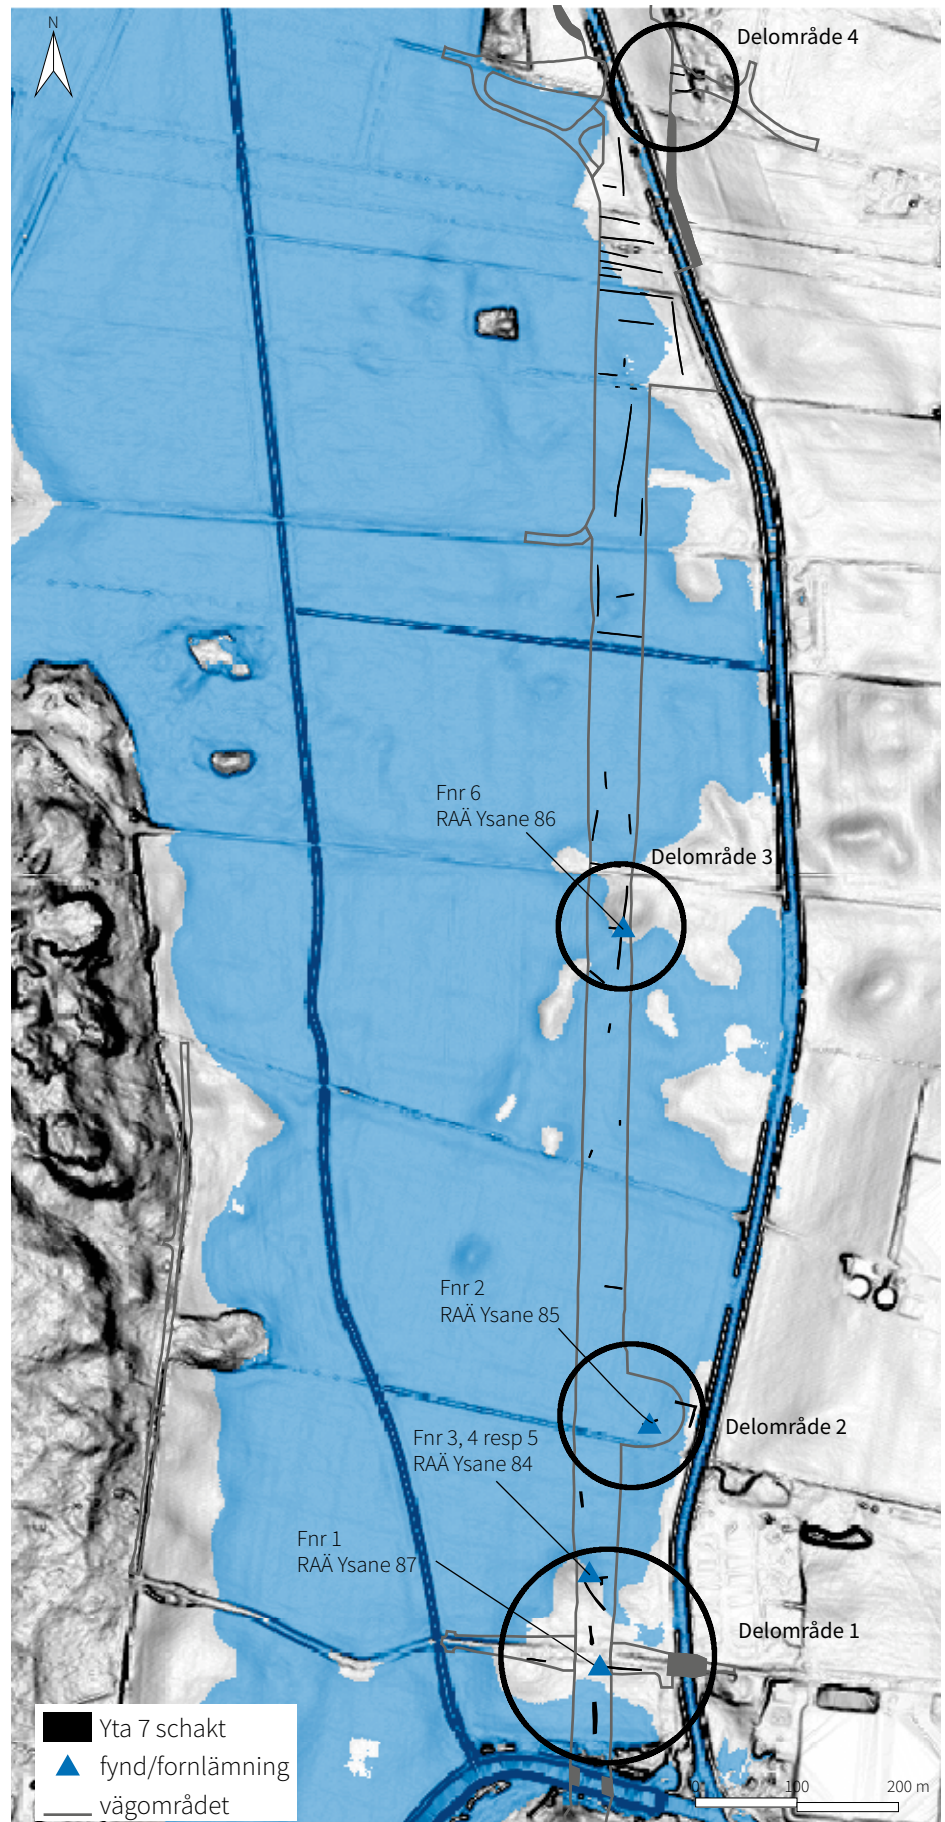 N
Delområde 4
Fnr 6
RAÄ Ysane 86
Delområde 3
Fnr 2
RAÄ Ysane 85
Delområde 2
Fnr 3, 4 resp 5
RAÄ Ysane 84
Fnr 1
RAÄ Ysane 87
Delområde 1
Yta 7 schakt
fynd/fornlämning
vägområdet
0 100 200 m